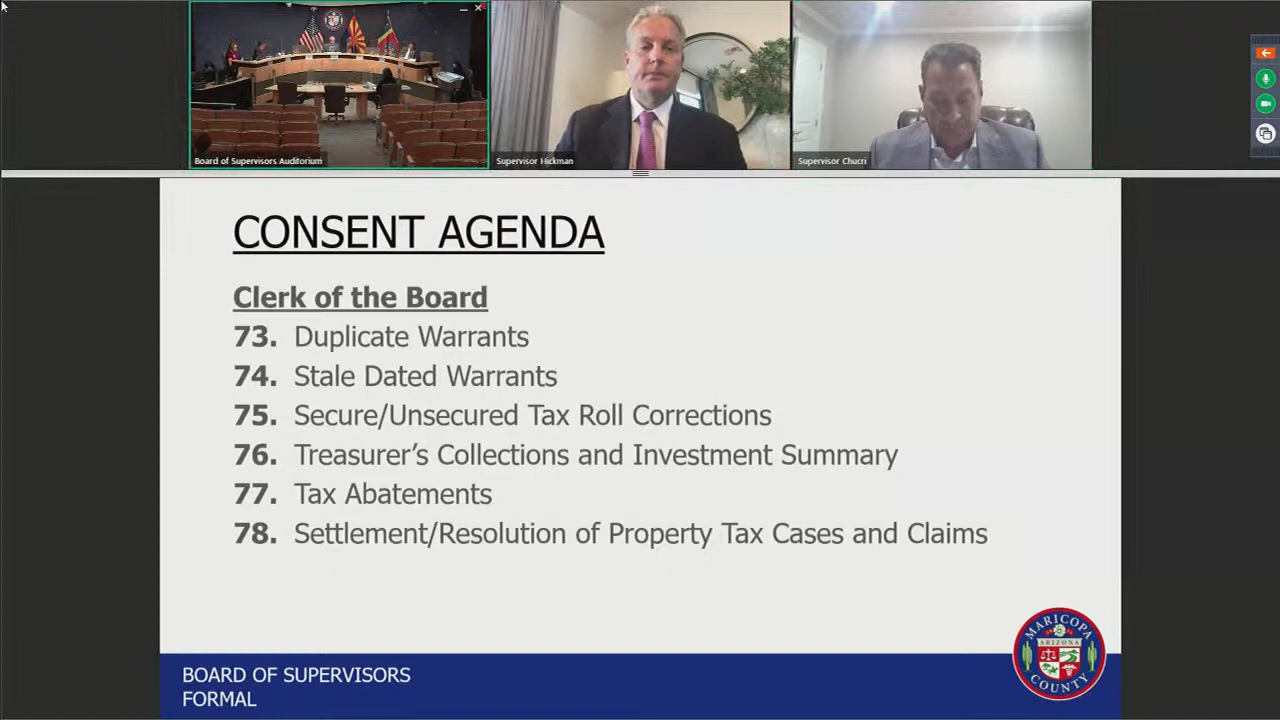 Board of Supervisors Auditorium
Supervisor Hickman
Supervisor Chucri
CONSENT AGENDA
Clerk of the Board
73. Duplicate Warrants
74. Stale Dated Warrants
75. Secure/Unsecured Tax Roll Corrections
76. Treasurer’s Collections and Investment Summary
77. Tax Abatements
78. Settlement/Resolution of Property Tax Cases and Claims
BOARD OF SUPERVISORS
FORMAL
MARICOPA
ARIZONA
COUNTY